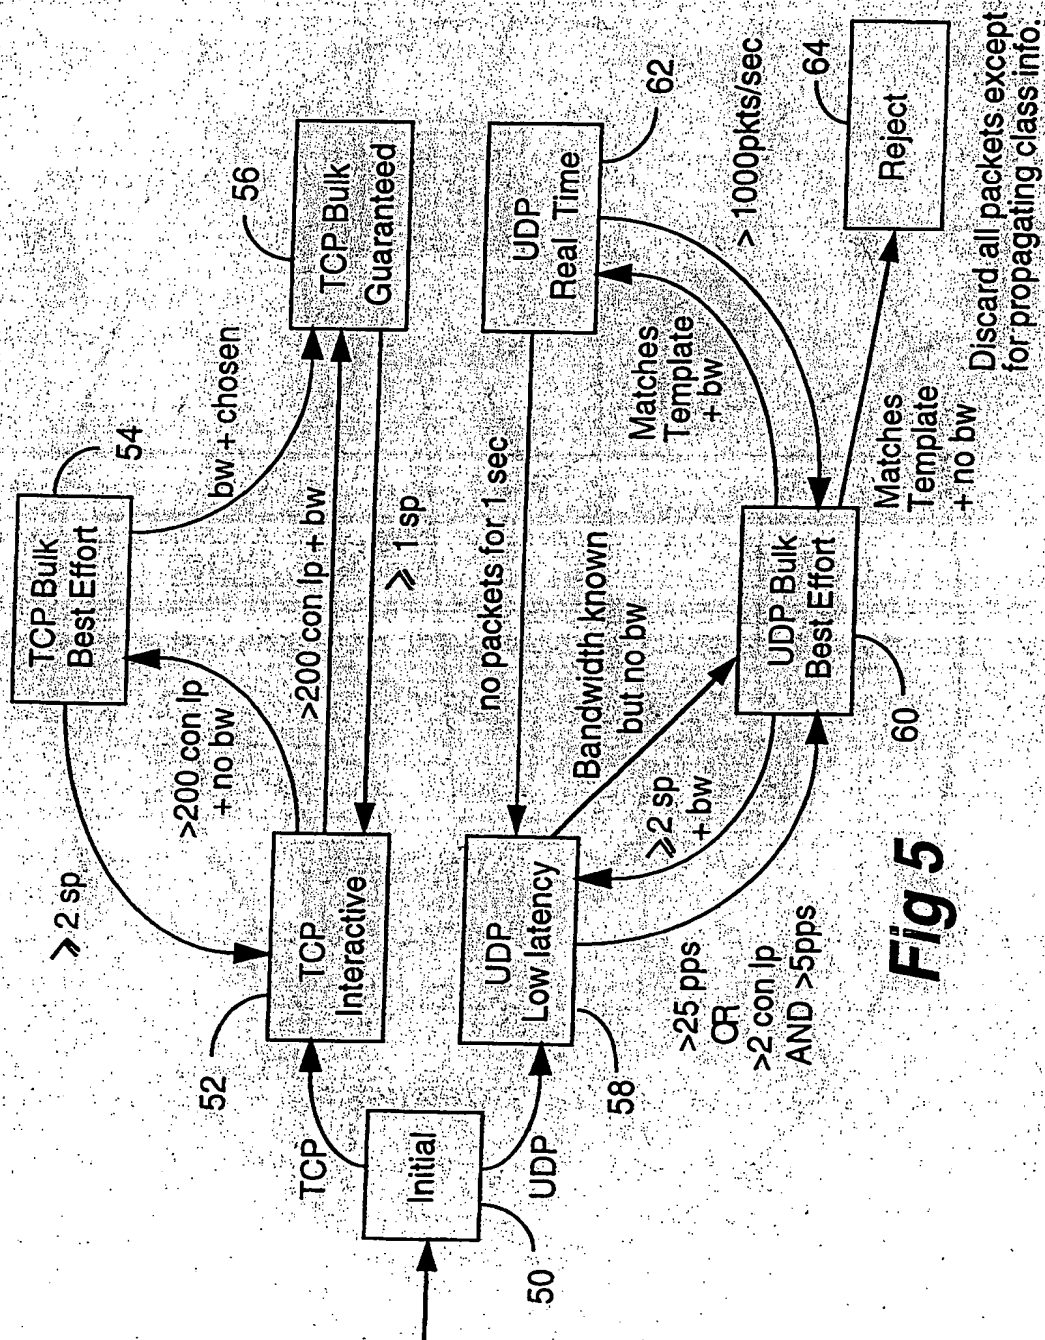 TCP Bulk
Best Effort
54
≥ 2 sp
>200 con Ip
+ no bw
bw + chosen
56
TCP Bulk
Guaranteed
>200 con Ip + bw
≥ 1 sp
52
TCP
Interactive
TCP
Initial
50
UDP
UDP
Low latency
58
no packets for 1 sec
UDP
Real Time
62
Bandwidth known
but no bw
≥ 2 sp
+ bw
Matches
Template
+ bw
> 1000pkts/sec
>25 pps
OR
>2 con Ip
AND >5pps
UDP Bulk
Best Effort
60
Matches
Template
+ no bw
64
Reject
Discard all packets except
for propagating class info.
Fig 5